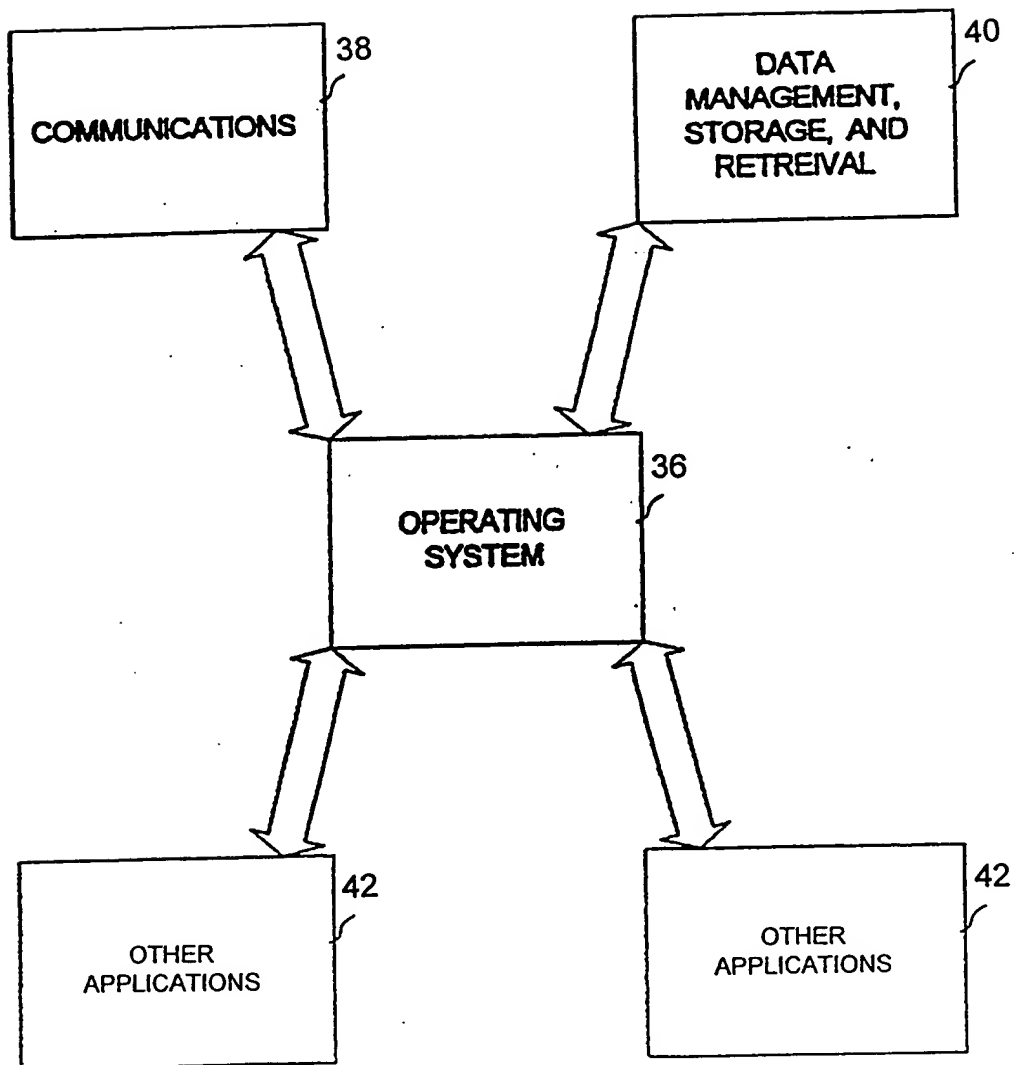 38
COMMUNICATIONS
40
DATA
MANAGEMENT,
STORAGE, AND
RETREIVAL
36
OPERATING
SYSTEM
42
OTHER
APPLICATIONS
42
OTHER
APPLICATIONS